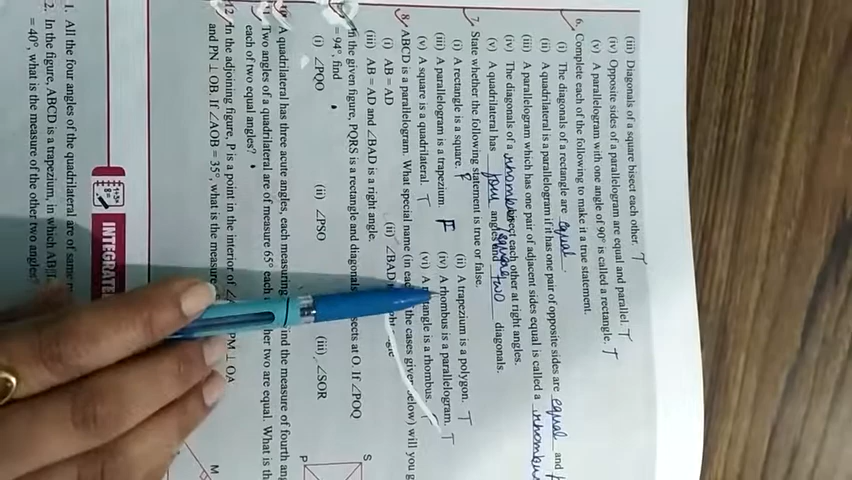 (iii) Diagonals of a square bisect each other. T
(iv) Opposite sides of a parallelogram are equal and parallel. T
(v) A parallelogram with one angle of 90° is called a rectangle. T
6. Complete each of the following to make it a true statement.
(i) The diagonals of a rectangle are equal
(ii) A quadrilateral is a parallelogram if it has one pair of opposite sides are equal and
(iii) A parallelogram which has one pair of adjacent sides equal is called a rhombus
(iv) The diagonals of a rhombus bisect each other at right angles.
(v) A quadrilateral has four angles and two diagonals.
7. State whether the following statement is true or false.
(i) A rectangle is a square. F (ii) A trapezium is a polygon. T
(iii) A parallelogram is a trapezium. F (iv) A rhombus is a parallelogram. T
(v) A square is a quadrilateral. T (vi) A rectangle is a rhombus.
8. ABCD is a parallelogram. What special name (in each the cases given below) will you
(i) AB = AD (ii) ∠BAD
(iii) AB = AD and ∠BAD is a right angle.
In the given figure, PQRS is a rectangle and diagonals at O. If ∠POQ
= 94°, find
(i) ∠PQO (ii) ∠PSO (iii) ∠SOR
A quadrilateral has three acute angles, each measuring the measure of fourth
Two angles of a quadrilateral are of measure 65° each two are equal. What is
each of two equal angles?
12 In the adjoining figure, P is a point in the interior of PM ⊥ OA
and PN ⊥ OB. If ∠AOB = 35°, what is the measure
S
P
M
INTEGRATE
1. All the four angles of the quadrilateral are of same
2. In the figure, ABCD is a trapezium, in which AB
= 40°, what is the measure of the other two angles